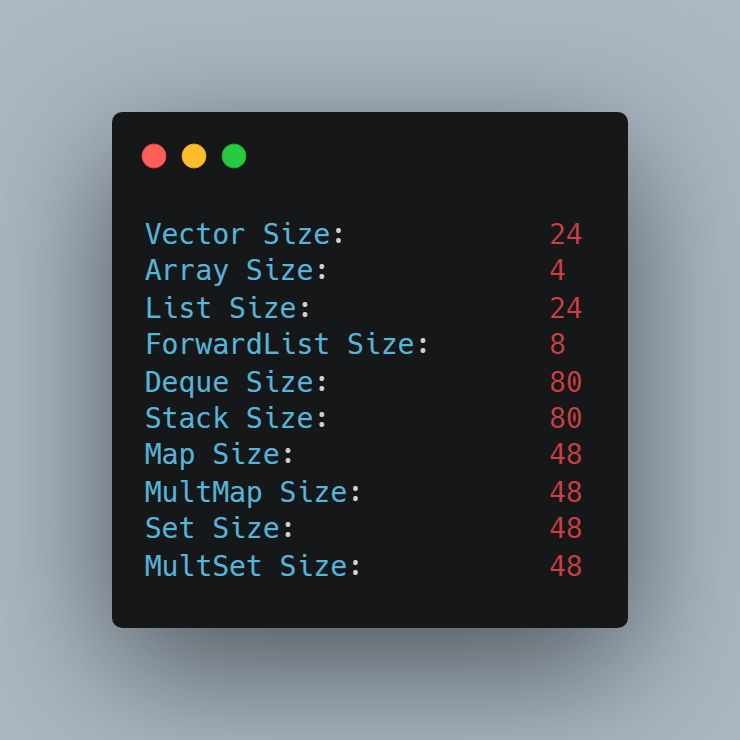 Vector Size: 24
Array Size: 4
List Size: 24
ForwardList Size: 8
Deque Size: 80
Stack Size: 80
Map Size: 48
MultMap Size: 48
Set Size: 48
MultSet Size: 48